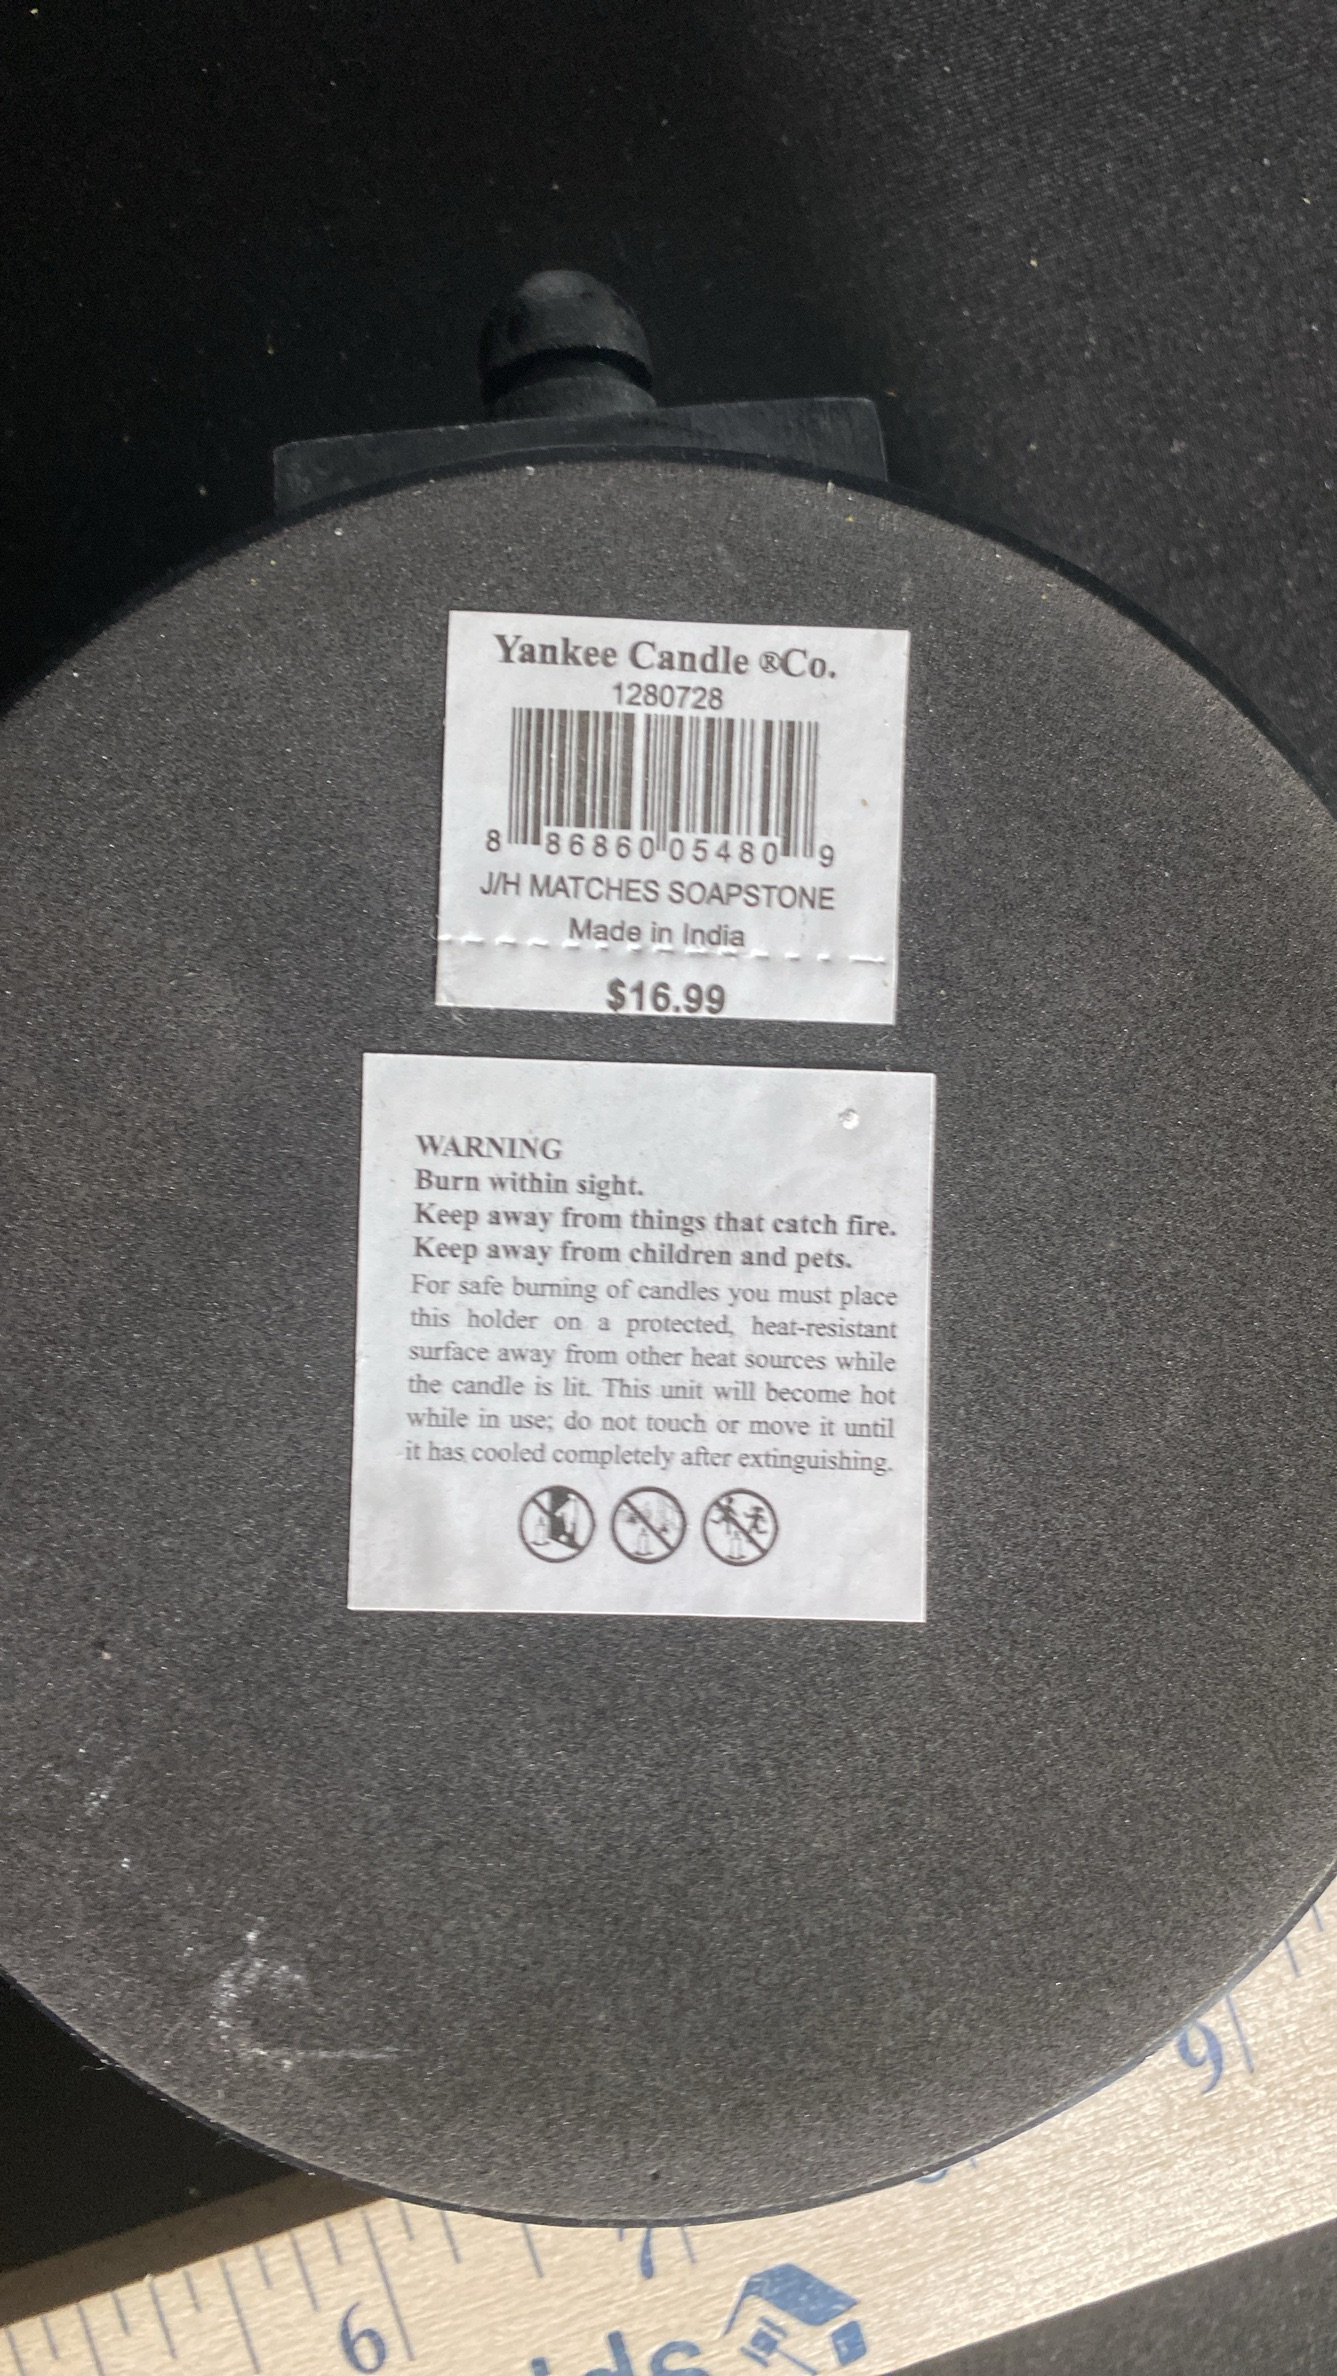 Yankee Candle ®Co.
1280728
8 86860 05480 9
J/H MATCHES SOAPSTONE
Made in India
$16.99
WARNING
Burn within sight.
Keep away from things that catch fire.
Keep away from children and pets.
For safe burning of candles you must place
this holder on a protected, heat-resistant
surface away from other heat sources while
the candle is lit. This unit will become hot
while in use; do not touch or move it until
it has cooled completely after extinguishing.
9
7
6